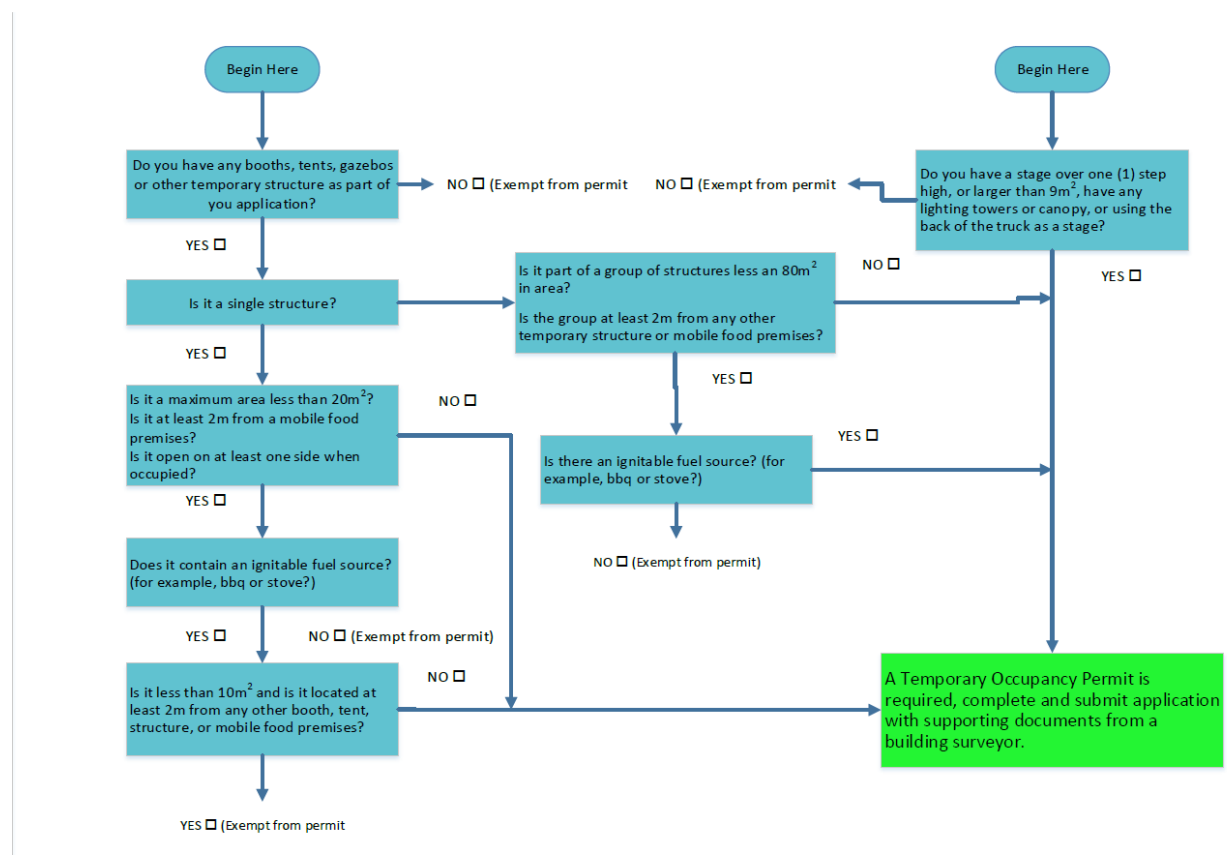 Begin Here
Begin Here
Do you have any booths, tents, gazebos
or other temporary structure as part of
you application?
NO ☐ (Exempt from permit
NO ☐ (Exempt from permit
Do you have a stage over one (1) step
high, or larger than 9m², have any
lighting towers or canopy, or using the
back of the truck as a stage?
YES ☐
Is it a single structure?
Is it part of a group of structures less an 80m²
in area?
Is the group at least 2m from any other
temporary structure or mobile food premises?
NO ☐
YES ☐
YES ☐
Is it a maximum area less than 20m²?
Is it at least 2m from a mobile food
premises?
Is it open on at least one side when
occupied?
NO ☐
YES ☐
Is there an ignitable fuel source? (for
example, bbq or stove?)
YES ☐
YES ☐
Does it contain an ignitable fuel source?
(for example, bbq or stove?)
NO ☐ (Exempt from permit)
YES ☐
NO ☐ (Exempt from permit)
Is it less than 10m² and is it located at
least 2m from any other booth, tent,
structure, or mobile food premises?
NO ☐
A Temporary Occupancy Permit is
required, complete and submit application
with supporting documents from a
building surveyor.
YES ☐ (Exempt from permit